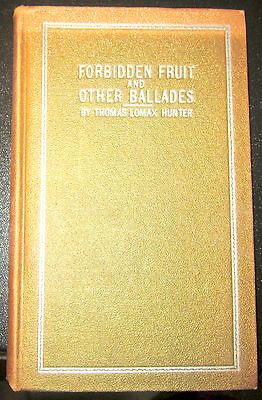 FORBIDDEN FRUIT
AND
OTHER BALLADES
BY THOMAS LOMAX HUNTER